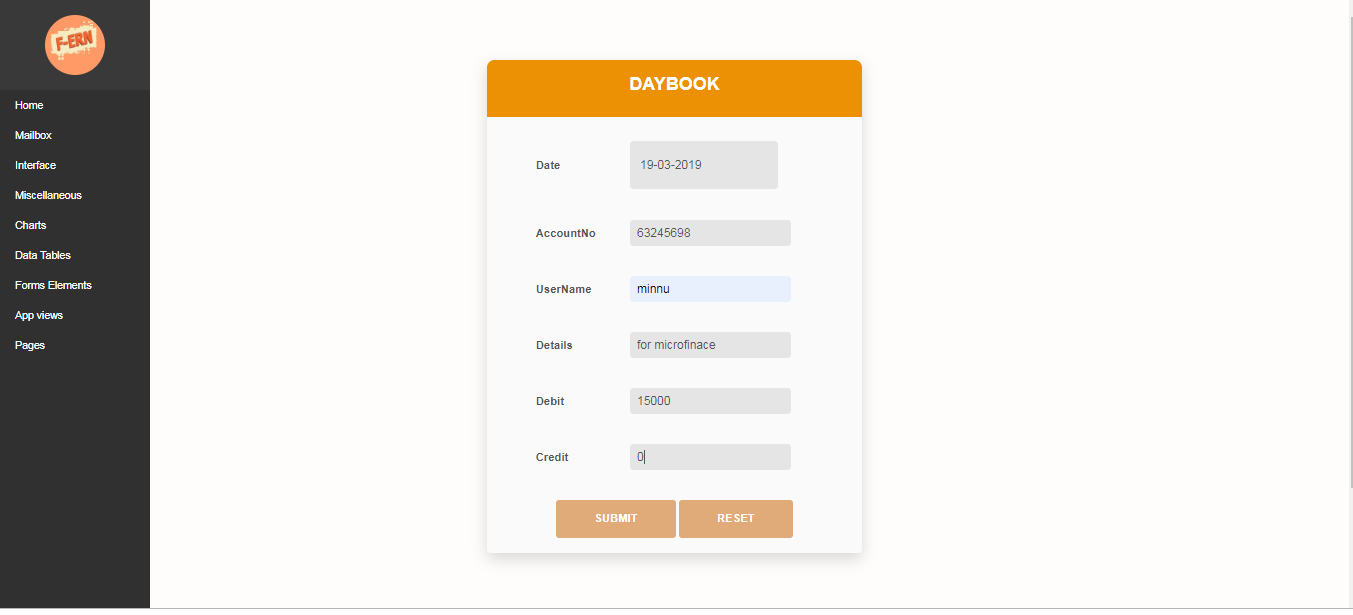 F-ERN
Home
Mailbox
Interface
Miscellaneous
Charts
Data Tables
Forms Elements
App views
Pages
DAYBOOK
Date 19-03-2019
AccountNo 63245698
UserName minnu
Details for microfinace
Debit 15000
Credit 0
SUBMIT RESET